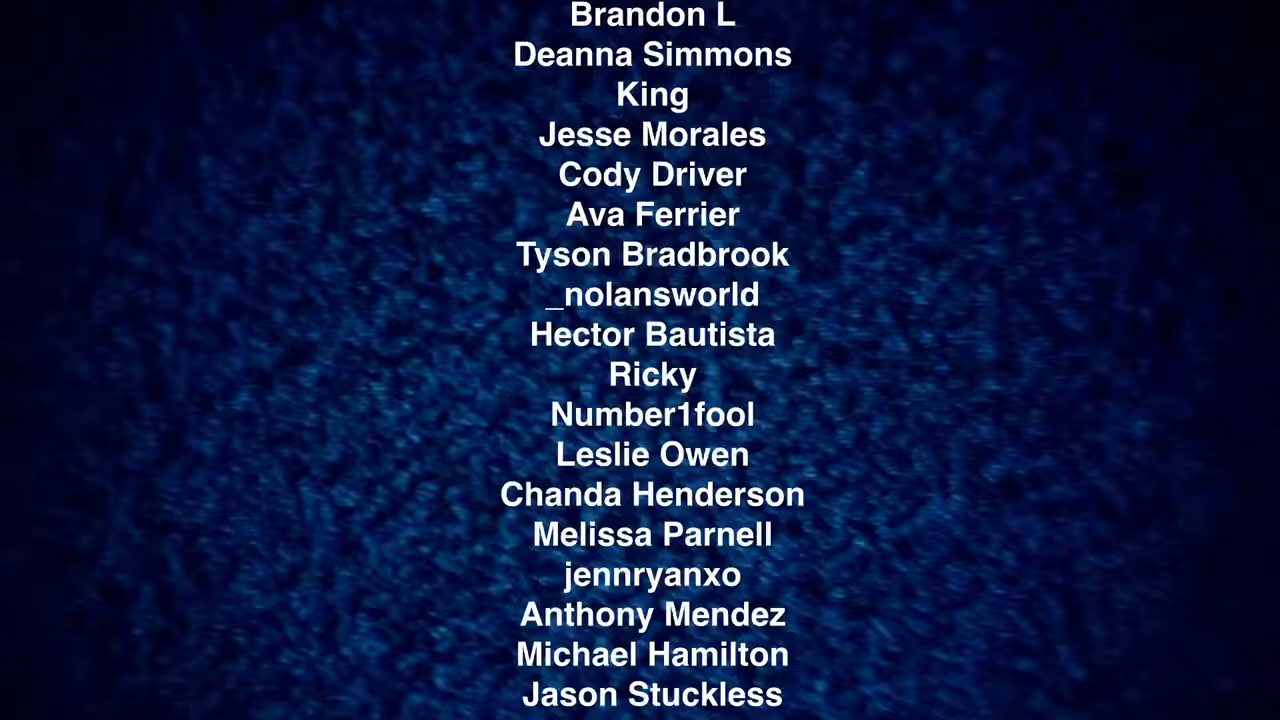 Brandon L
Deanna Simmons
King
Jesse Morales
Cody Driver
Ava Ferrier
Tyson Bradbrook
_nolansworld
Hector Bautista
Ricky
Number1fool
Leslie Owen
Chanda Henderson
Melissa Parnell
jennryanxo
Anthony Mendez
Michael Hamilton
Jason Stuckless